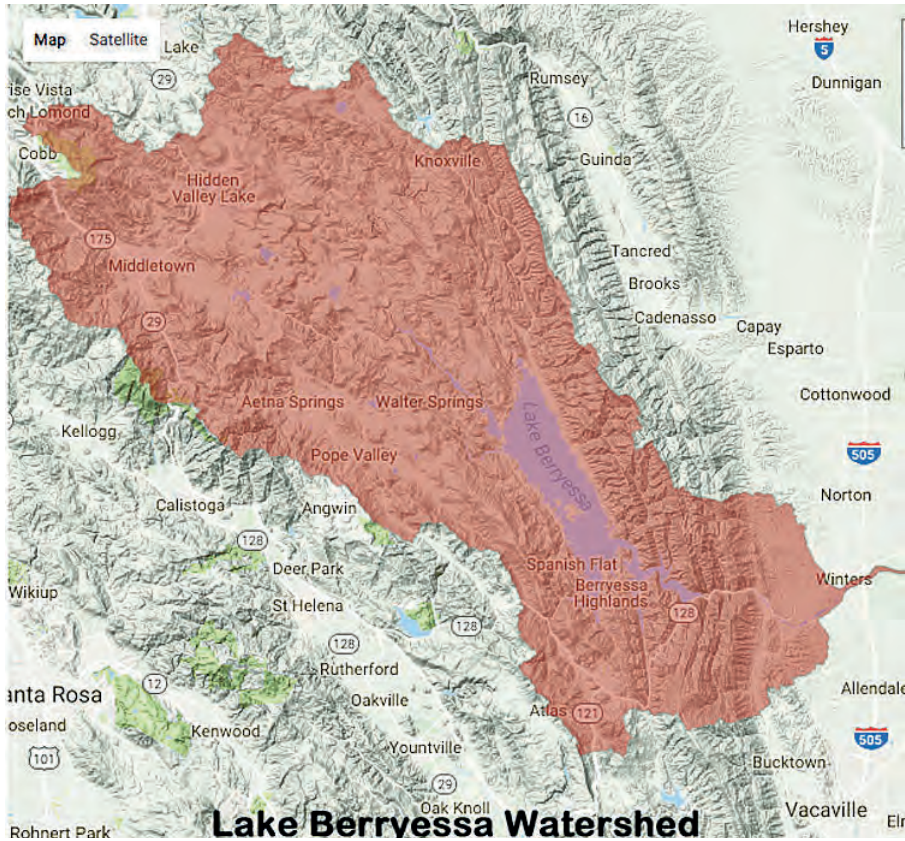 Map Satellite
Lake
Hershey
5
29
Dunnigan
rise Vista
Rumsey
ch Lomond
16
Cobb
Guinda
Knoxville
Hidden
Valley Lake
175
Tancred
Middletown
Brooks
Cadenasso
Capay
29
Esparto
Cottonwood
Aetna Springs
Walter Springs
Lake Berryessa
Kellogg
505
Pope Valley
Norton
Calistoga
Angwin
128
Deer Park
Spanish Flat
Winters
Berryessa
Highlands
Wikiup
St Helena
128
128
128
Rutherford
12
anta Rosa
Oakville
Allendale
oseland
Atlas
121
Kenwood
505
101
Yountville
Bucktown
29
Oak Knoll
Vacaville
Rohnert Park
Elm
Lake Berryessa Watershed